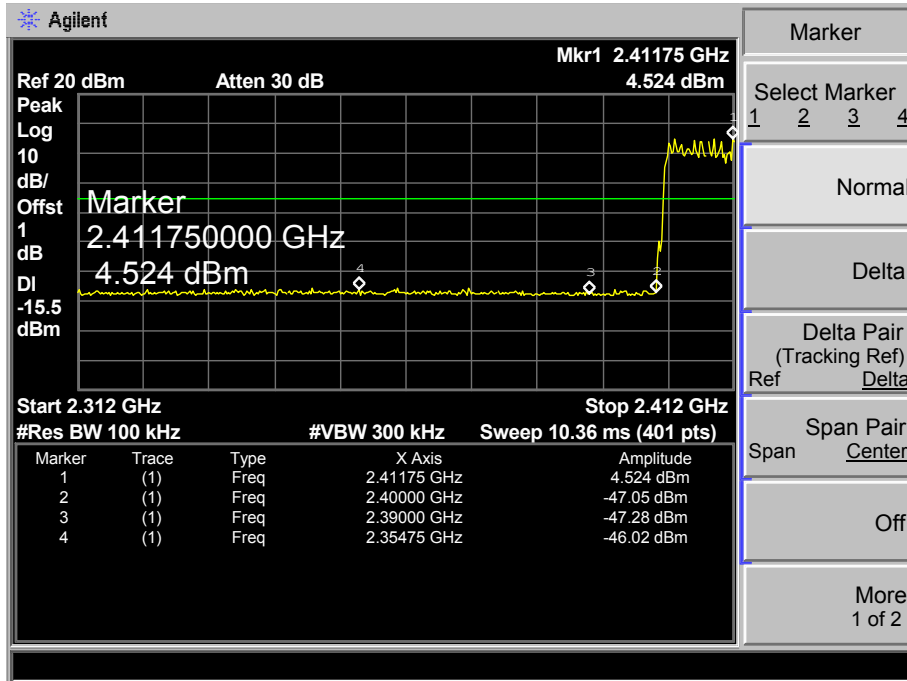 Agilent
Mkr1 2.41175 GHz
Ref 20 dBm Atten 30 dB 4.524 dBm
Peak
Log
10
dB/
Offst
1
dB
DI
-15.5
dBm
1
4
3
2
Marker
2.411750000 GHz
4.524 dBm
Start 2.312 GHz Stop 2.412 GHz
#Res BW 100 kHz #VBW 300 kHz Sweep 10.36 ms (401 pts)
Marker Trace Type X Axis Amplitude
1 (1) Freq 2.41175 GHz 4.524 dBm
2 (1) Freq 2.40000 GHz -47.05 dBm
3 (1) Freq 2.39000 GHz -47.28 dBm
4 (1) Freq 2.35475 GHz -46.02 dBm
Marker
Select Marker
1 2 3 4
Normal
Delta
Delta Pair
(Tracking Ref)
Ref Delta
Span Pair
Span Center
Off
More
1 of 2